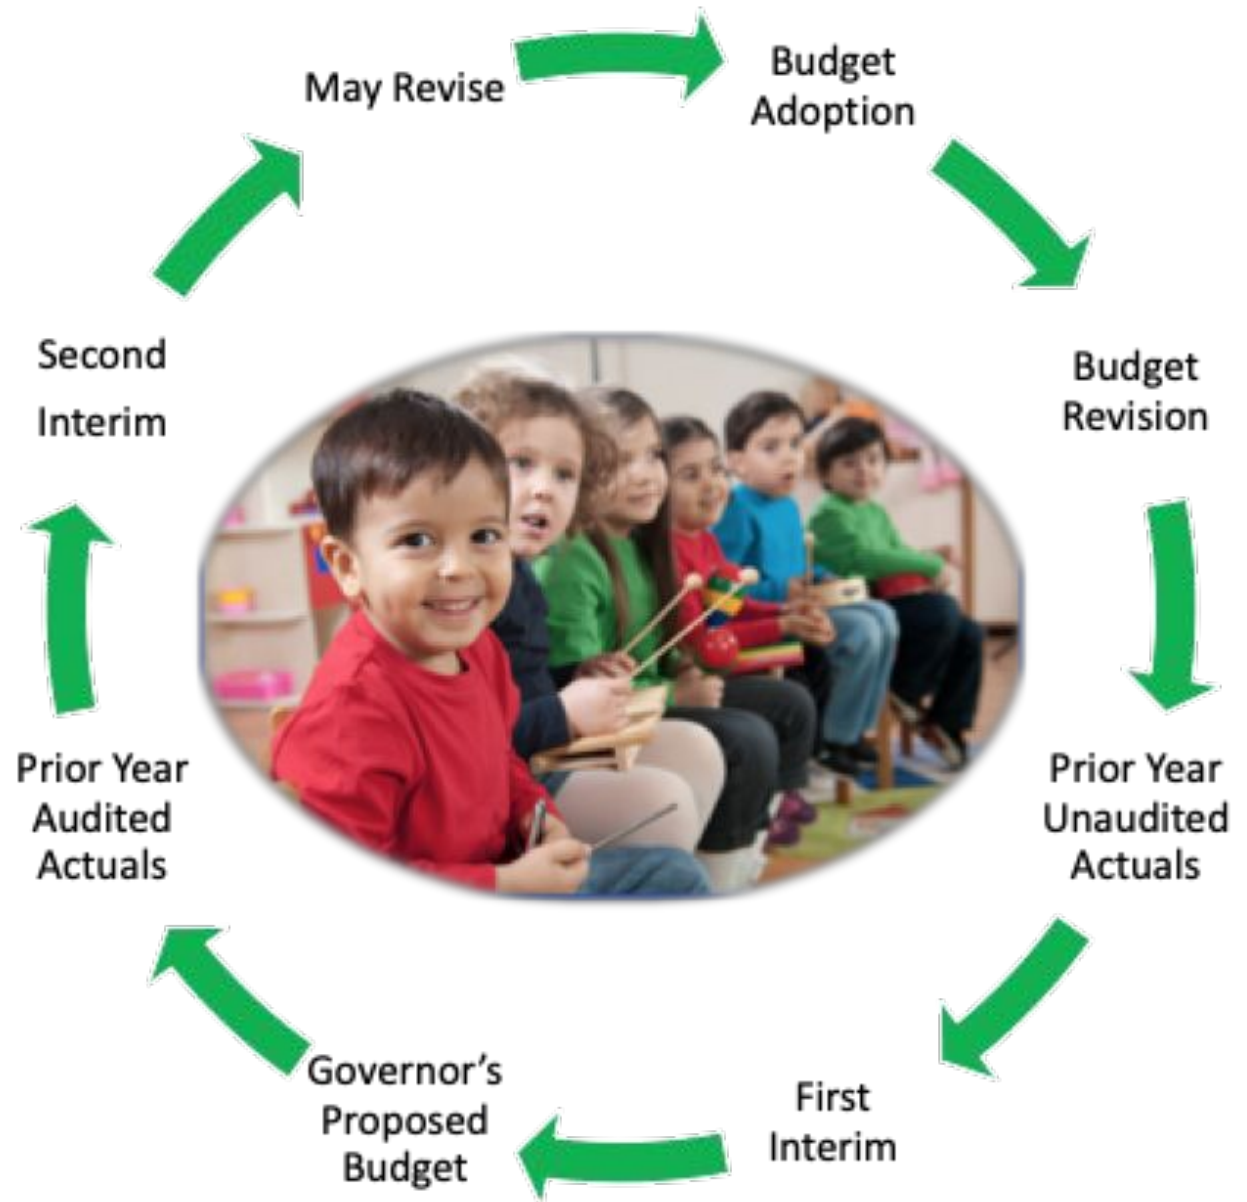 May Revise
Budget
Adoption
Budget
Revision
Prior Year
Unaudited
Actuals
First
Interim
Governor’s
Proposed
Budget
Prior Year
Audited
Actuals
Second
Interim